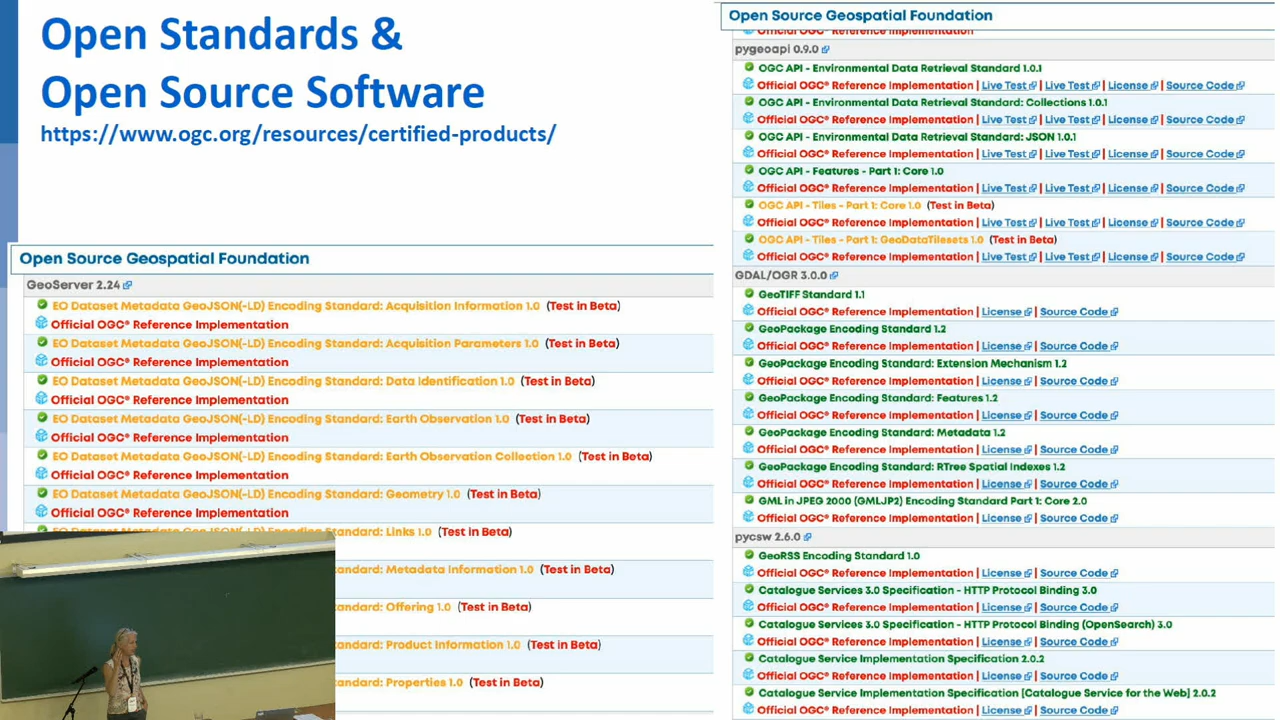 Open Standards &
Open Source Software
https://www.ogc.org/resources/certified-products/
Open Source Geospatial Foundation
GeoServer 2.24
EO Dataset Metadata GeoJSON(-LD) Encoding Standard: Acquisition Information 1.0 (Test in Beta)
Official OGC® Reference Implementation
EO Dataset Metadata GeoJSON(-LD) Encoding Standard: Acquisition Parameters 1.0 (Test in Beta)
Official OGC® Reference Implementation
EO Dataset Metadata GeoJSON(-LD) Encoding Standard: Data Identification 1.0 (Test in Beta)
Official OGC® Reference Implementation
EO Dataset Metadata GeoJSON(-LD) Encoding Standard: Earth Observation 1.0 (Test in Beta)
Official OGC® Reference Implementation
EO Dataset Metadata GeoJSON(-LD) Encoding Standard: Earth Observation Collection 1.0 (Test in Beta)
Official OGC® Reference Implementation
EO Dataset Metadata GeoJSON(-LD) Encoding Standard: Geometry 1.0 (Test in Beta)
Official OGC® Reference Implementation
EO Dataset Metadata GeoJSON(-LD) Encoding Standard: Links 1.0 (Test in Beta)
tandard: Metadata Information 1.0 (Test in Beta)
tandard: Offering 1.0 (Test in Beta)
tandard: Product Information 1.0 (Test in Beta)
tandard: Properties 1.0 (Test in Beta)
Open Source Geospatial Foundation
Official OGC® Reference Implementation
pygeoapi 0.9.0
OGC API - Environmental Data Retrieval Standard 1.0.1
Official OGC® Reference Implementation | Live Test | Live Test | License | Source Code
OGC API - Environmental Data Retrieval Standard: Collections 1.0.1
Official OGC® Reference Implementation | Live Test | Live Test | License | Source Code
OGC API - Environmental Data Retrieval Standard: JSON 1.0.1
Official OGC® Reference Implementation | Live Test | Live Test | License | Source Code
OGC API - Features - Part 1: Core 1.0
Official OGC® Reference Implementation | Live Test | Live Test | License | Source Code
OGC API - Tiles - Part 1: Core 1.0 (Test in Beta)
Official OGC® Reference Implementation | Live Test | Live Test | License | Source Code
OGC API - Tiles - Part 1: GeoDataTilesets 1.0 (Test in Beta)
Official OGC® Reference Implementation | Live Test | Live Test | License | Source Code
GDAL/OGR 3.0.0
GeoTIFF Standard 1.1
Official OGC® Reference Implementation | License | Source Code
GeoPackage Encoding Standard 1.2
Official OGC® Reference Implementation | License | Source Code
GeoPackage Encoding Standard: Extension Mechanism 1.2
Official OGC® Reference Implementation | License | Source Code
GeoPackage Encoding Standard: Features 1.2
Official OGC® Reference Implementation | License | Source Code
GeoPackage Encoding Standard: Metadata 1.2
Official OGC® Reference Implementation | License | Source Code
GeoPackage Encoding Standard: RTree Spatial Indexes 1.2
Official OGC® Reference Implementation | License | Source Code
GML in JPEG 2000 (GMLJP2) Encoding Standard Part 1: Core 2.0
Official OGC® Reference Implementation | License | Source Code
pycsw 2.6.0
GeoRSS Encoding Standard 1.0
Official OGC® Reference Implementation | License | Source Code
Catalogue Services 3.0 Specification - HTTP Protocol Binding 3.0
Official OGC® Reference Implementation | License | Source Code
Catalogue Services 3.0 Specification - HTTP Protocol Binding (OpenSearch) 3.0
Official OGC® Reference Implementation | License | Source Code
Catalogue Service Implementation Specification 2.0.2
Official OGC® Reference Implementation | License | Source Code
Catalogue Service Implementation Specification [Catalogue Service for the Web] 2.0.2
Official OGC® Reference Implementation | License | Source Code